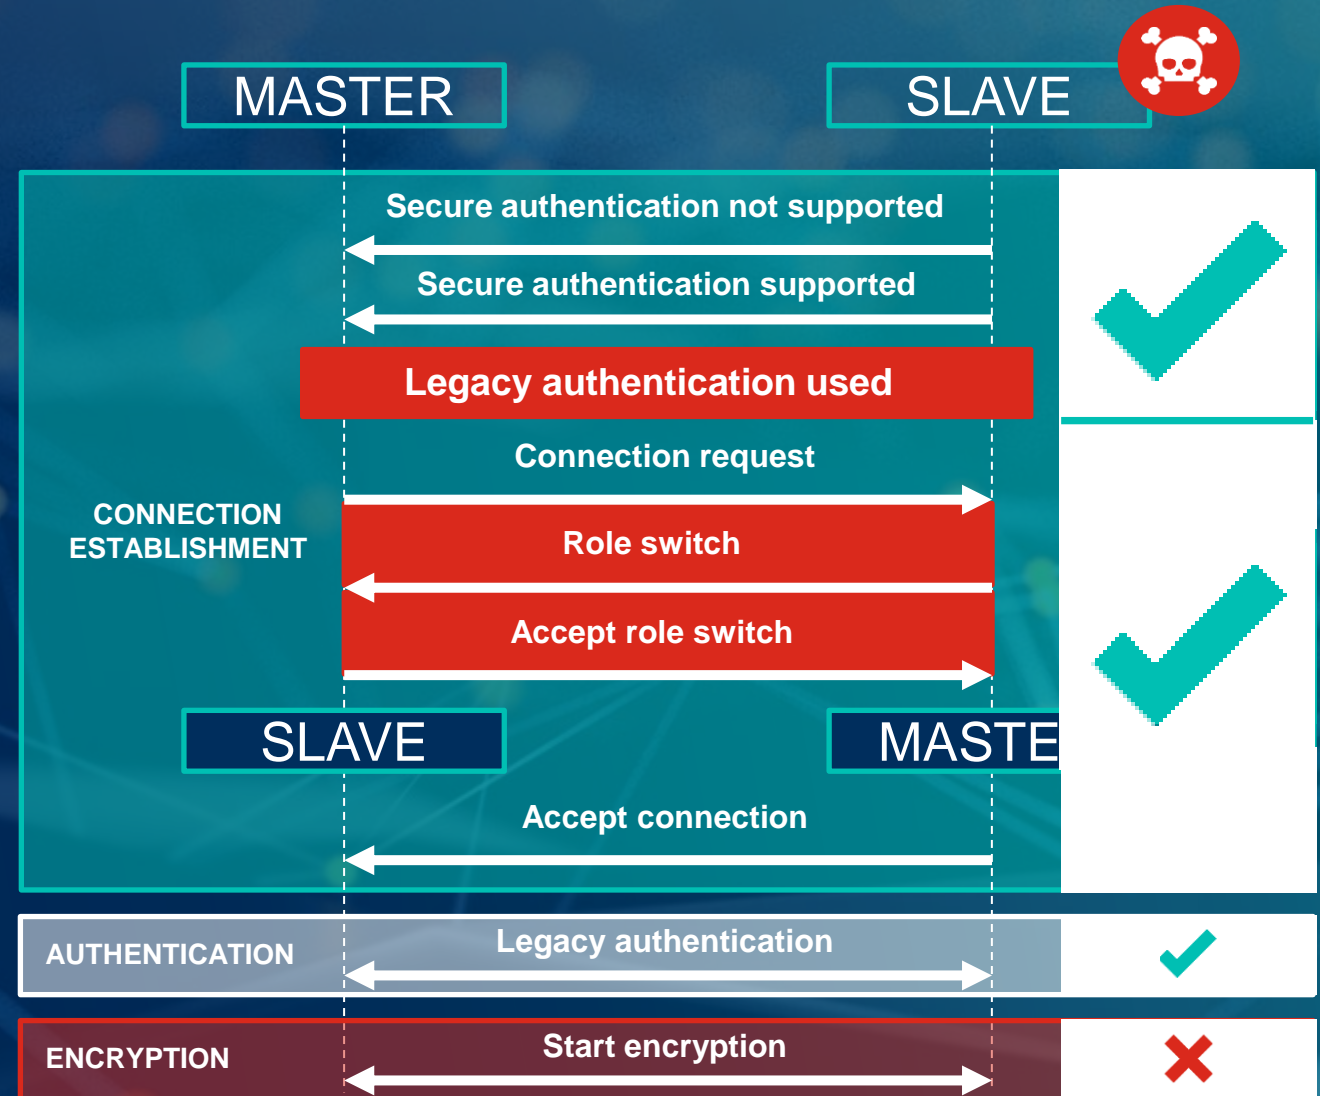 MASTER
SLAVE
Secure authentication not supported
Secure authentication supported
Legacy authentication used
Connection request
CONNECTION
ESTABLISHMENT
Role switch
Accept role switch
SLAVE
MASTE
Accept connection
AUTHENTICATION
Legacy authentication
ENCRYPTION
Start encryption